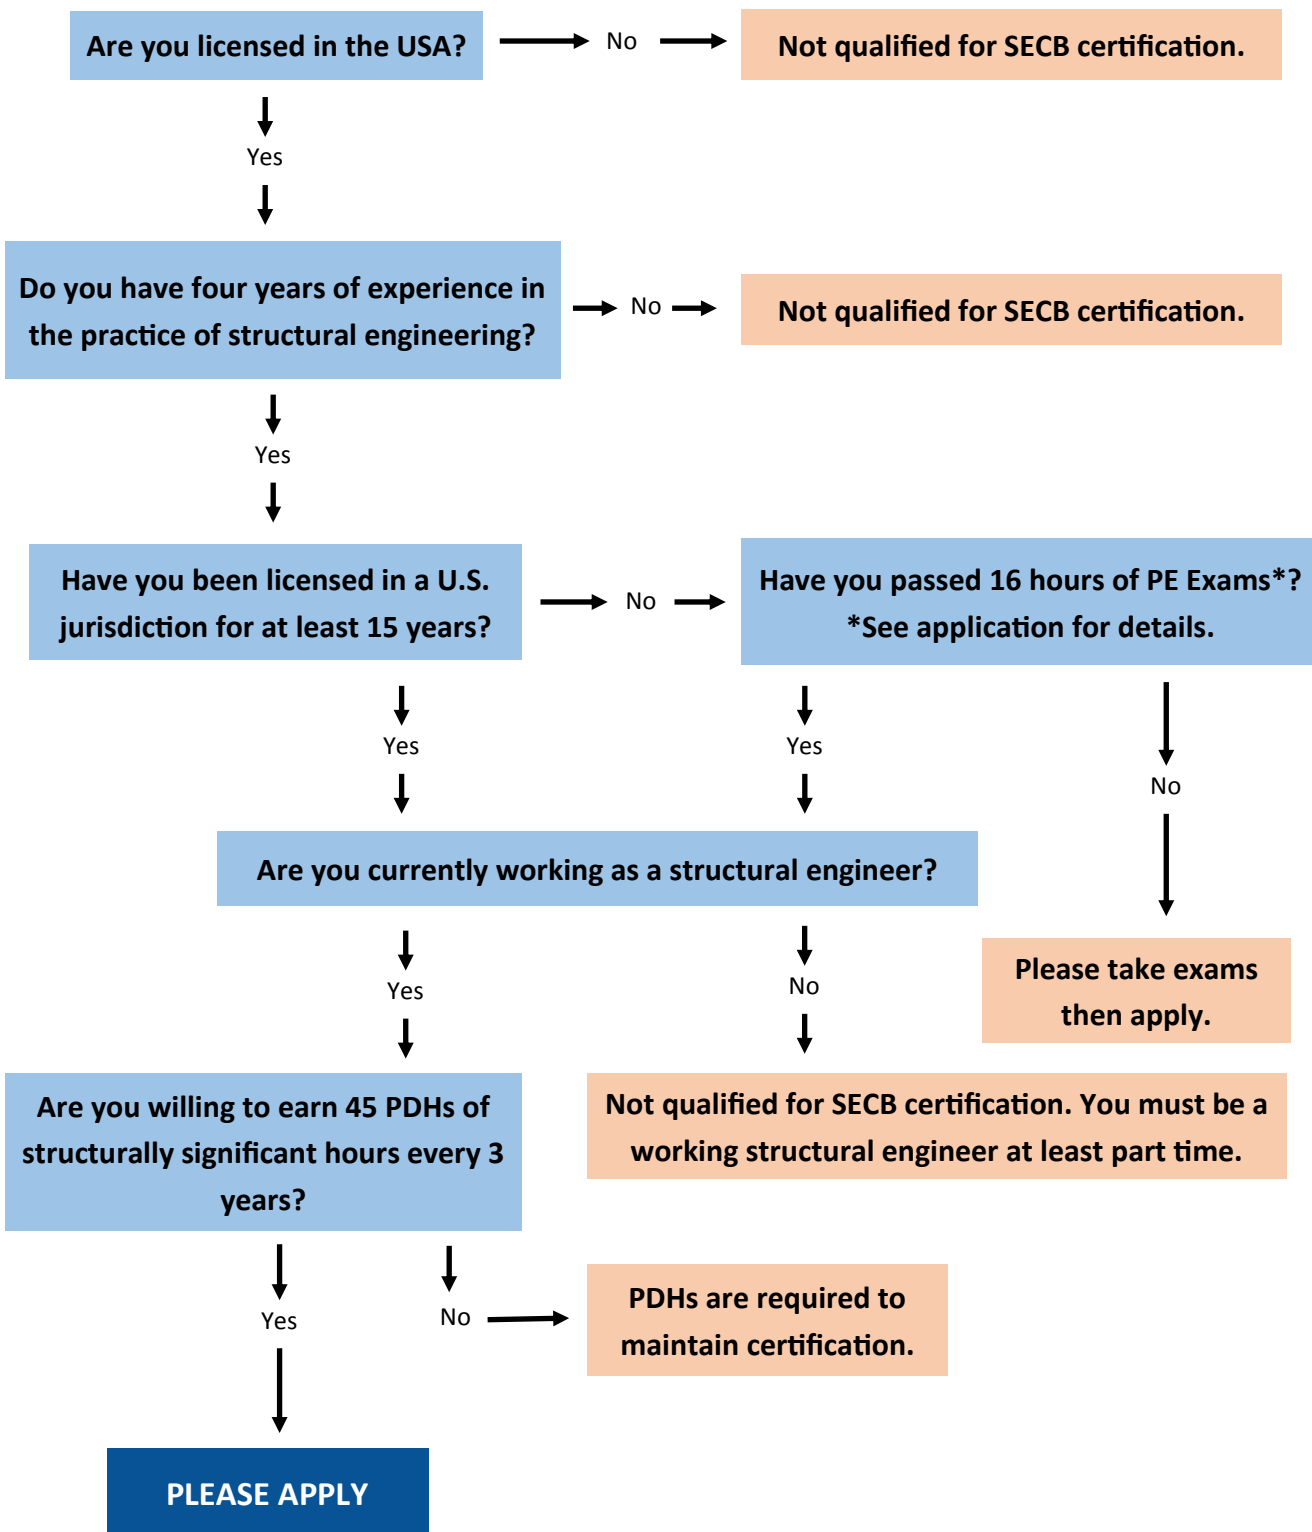 Are you licensed in the USA?
No
Not qualified for SECB certification.
Yes
Do you have four years of experience in
the practice of structural engineering?
No
Not qualified for SECB certification.
Yes
Have you been licensed in a U.S.
jurisdiction for at least 15 years?
No
Have you passed 16 hours of PE Exams*?
*See application for details.
Yes
Yes
No
Are you currently working as a structural engineer?
Yes
No
Please take exams
then apply.
Are you willing to earn 45 PDHs of
structurally significant hours every 3
years?
Not qualified for SECB certification. You must be a
working structural engineer at least part time.
Yes
No
PDHs are required to
maintain certification.
PLEASE APPLY